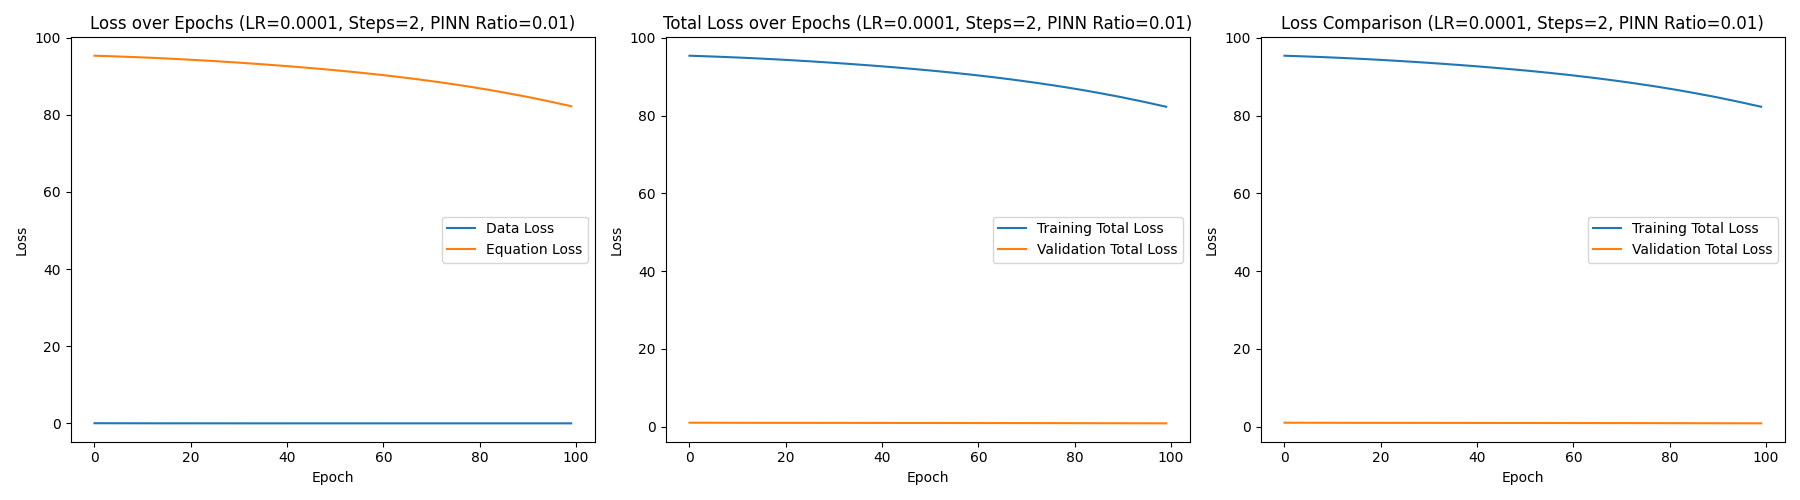 Loss over Epochs (LR=0.0001, Steps=2, PINN Ratio=0.01)
100
80
60
40
20
0
Loss
Data Loss
Equation Loss
0 20 40 60 80 100
Epoch
Total Loss over Epochs (LR=0.0001, Steps=2, PINN Ratio=0.01)
100
80
60
40
20
0
Loss
Training Total Loss
Validation Total Loss
0 20 40 60 80 100
Epoch
Loss Comparison (LR=0.0001, Steps=2, PINN Ratio=0.01)
100
80
60
40
20
0
Loss
Training Total Loss
Validation Total Loss
0 20 40 60 80 100
Epoch